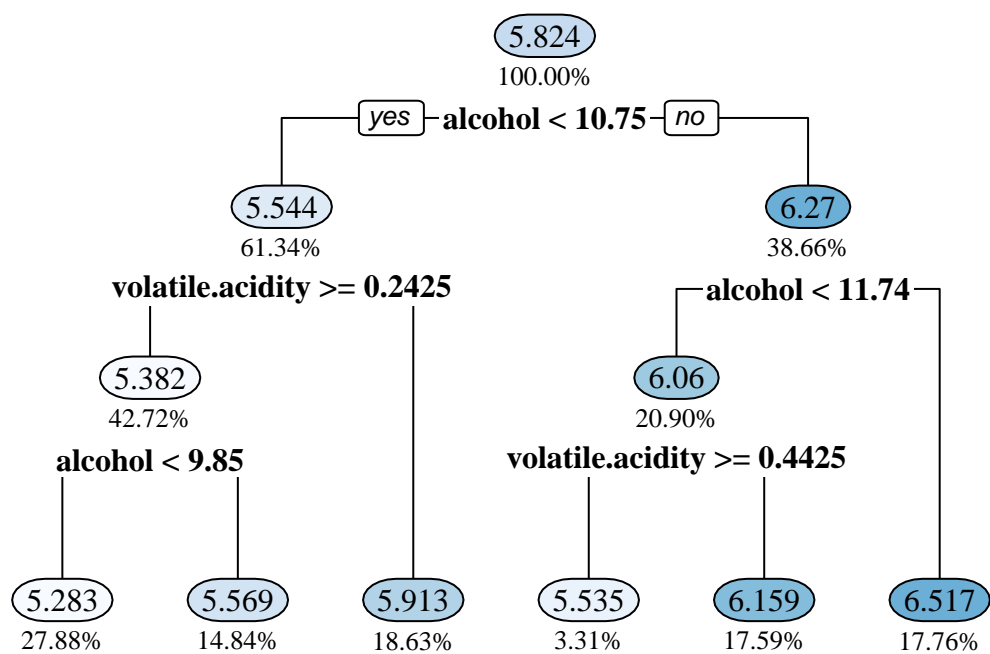 5.824
100.00%
yes alcohol < 10.75 no
5.544 6.27
61.34% 38.66%
volatile.acidity >= 0.2425 alcohol < 11.74
5.382 6.06
42.72% 20.90%
alcohol < 9.85 volatile.acidity >= 0.4425
5.283 5.569 5.913 5.535 6.159 6.517
27.88% 14.84% 18.63% 3.31% 17.59% 17.76%